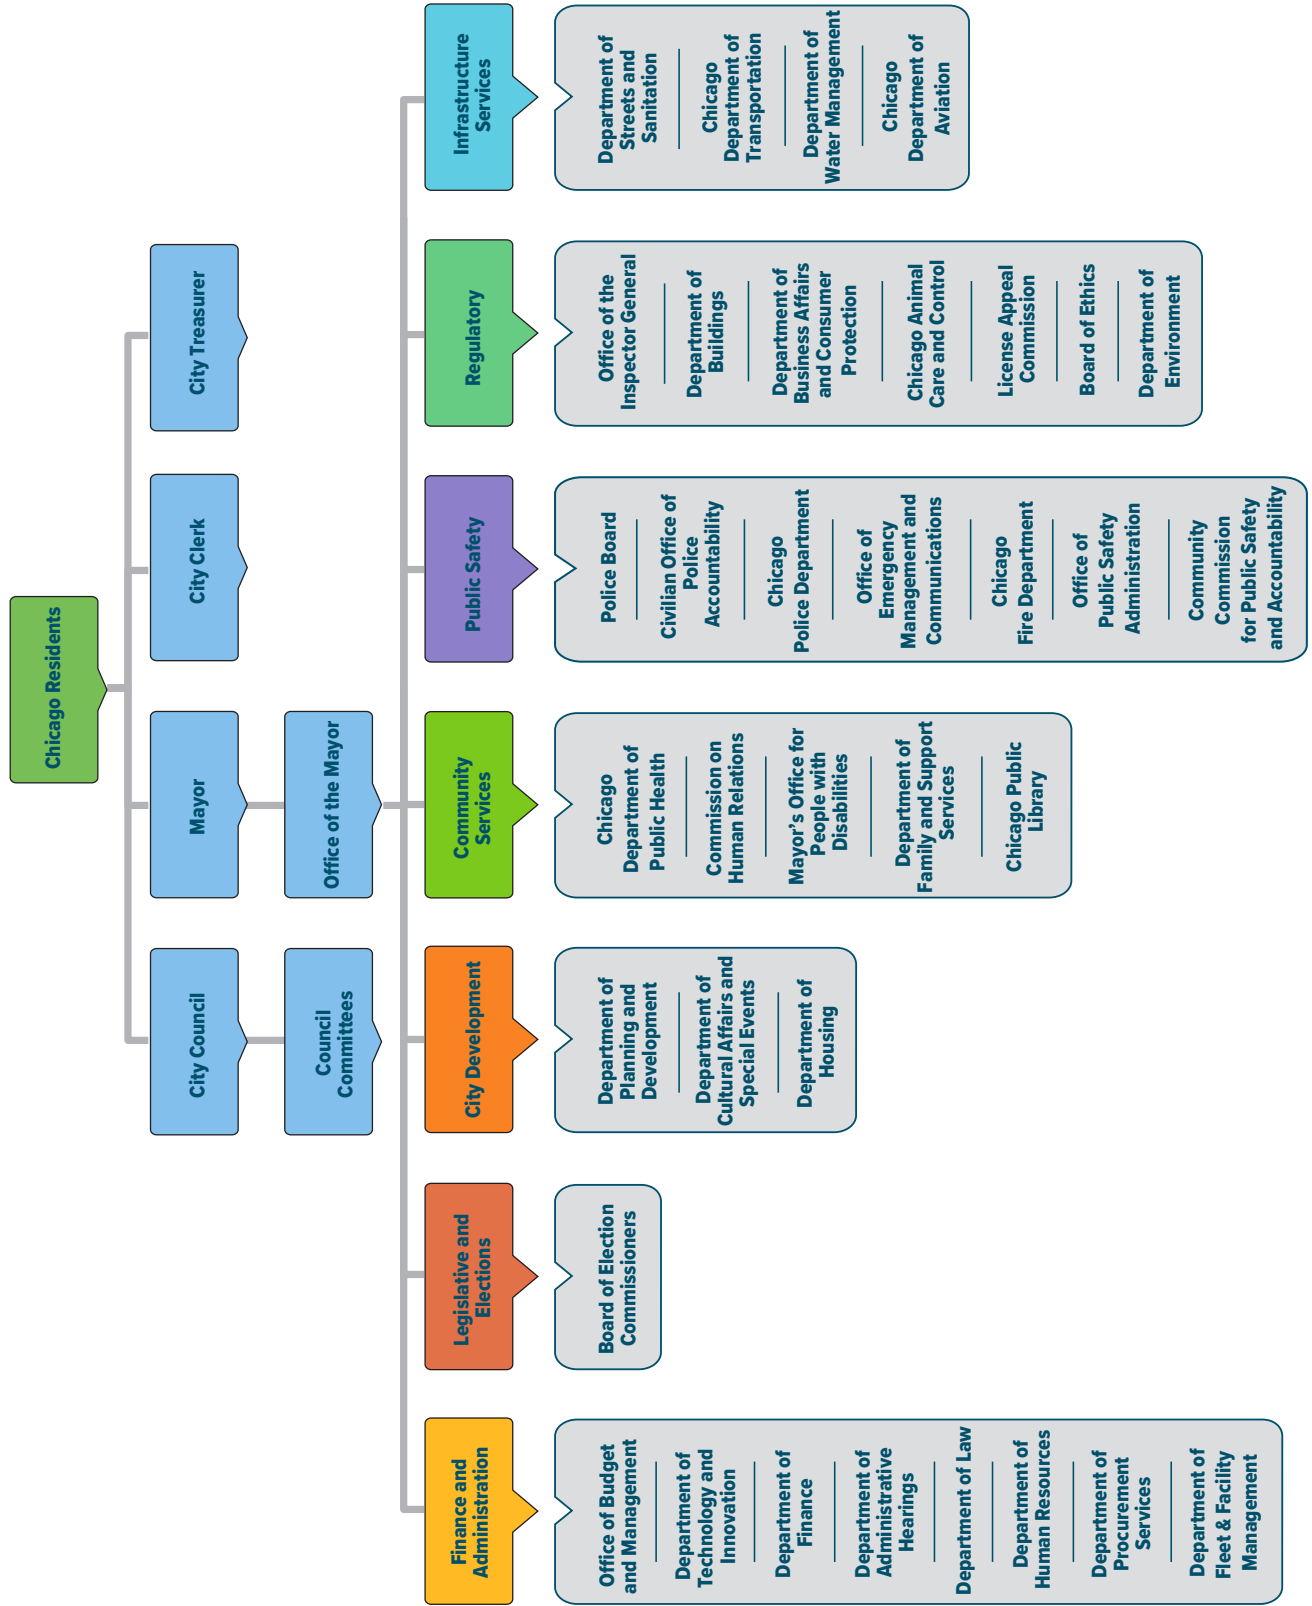 Chicago Residents
City Council
Mayor
City Clerk
City Treasurer
Council
Committees
Office of the Mayor
Finance and
Administration
Office of Budget
and Management
Department of
Technology and
Innovation
Department of
Finance
Department of
Administrative
Hearings
Department of Law
Department of
Human Resources
Department of
Procurement
Services
Department of
Fleet & Facility
Management
Legislative and
Elections
Board of Election
Commissioners
City Development
Department of
Planning and
Development
Department of
Cultural Affairs and
Special Events
Department of
Housing
Community
Services
Chicago
Department of
Public Health
Commission on
Human Relations
Mayor's Office for
People with
Disabilities
Department of
Family and Support
Services
Chicago Public
Library
Public Safety
Police Board
Civilian Office of
Police
Accountability
Chicago
Police Department
Office of
Emergency
Management and
Communications
Chicago
Fire Department
Office of
Public Safety
Administration
Community
Commission
for Public Safety
and Accountability
Regulatory
Office of the
Inspector General
Department of
Buildings
Department of
Business Affairs
and Consumer
Protection
Chicago Animal
Care and Control
License Appeal
Commission
Board of Ethics
Department of
Environment
Infrastructure
Services
Department of
Streets and
Sanitation
Chicago
Department of
Transportation
Department of
Water Management
Chicago
Department of
Aviation